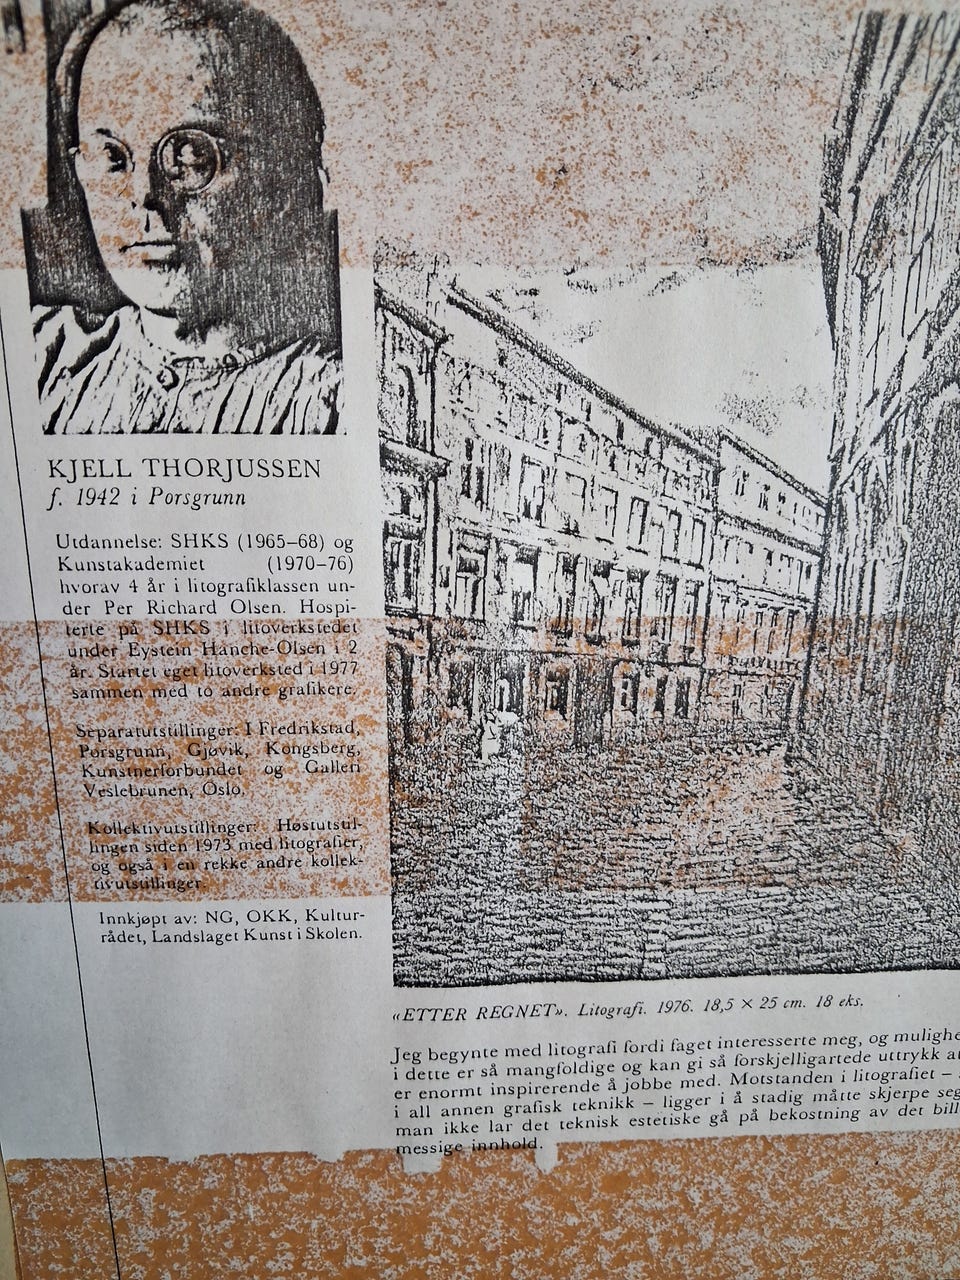 KJELL THORJUSSEN
f. 1942 i Porsgrunn
Utdannelse: SHKS (1965–68) og
Kunstakademiet (1970–76)
hvorav 4 år i litografiklassen un-
der Per Richard Olsen. Hospi-
terte på SHKS i litoverkstedet
under Eystein Hanche-Olsen i 2
år. Startet eget litoverksted i 1977
sammen med to andre grafikere.
Separatutstillinger: I Fredrikstad,
Porsgrunn, Gjøvik, Kongsberg,
Kunstnerforbundet og Galleri
Veslebrunen, Oslo.
Kollektivutstillinger: Høstutstil-
lingen siden 1973 med litografier,
og også i en rekke andre kollek-
tivutstillinger.
Innkjøpt av: NG, OKK, Kultur-
rådet, Landslaget Kunst i Skolen.
«ETTER REGNET». Litografi. 1976. 18,5 × 25 cm. 18 eks.
Jeg begynte med litografi fordi faget interesserte meg, og mulighe
i dette er så mangfoldige og kan gi så forskjelligartede uttrykk at
er enormt inspirerende å jobbe med. Motstanden i litografiet –
i all annen grafisk teknikk – ligger i å stadig måtte skjerpe seg
man ikke lar det teknisk estetiske gå på bekostning av det bill
messige innhold.